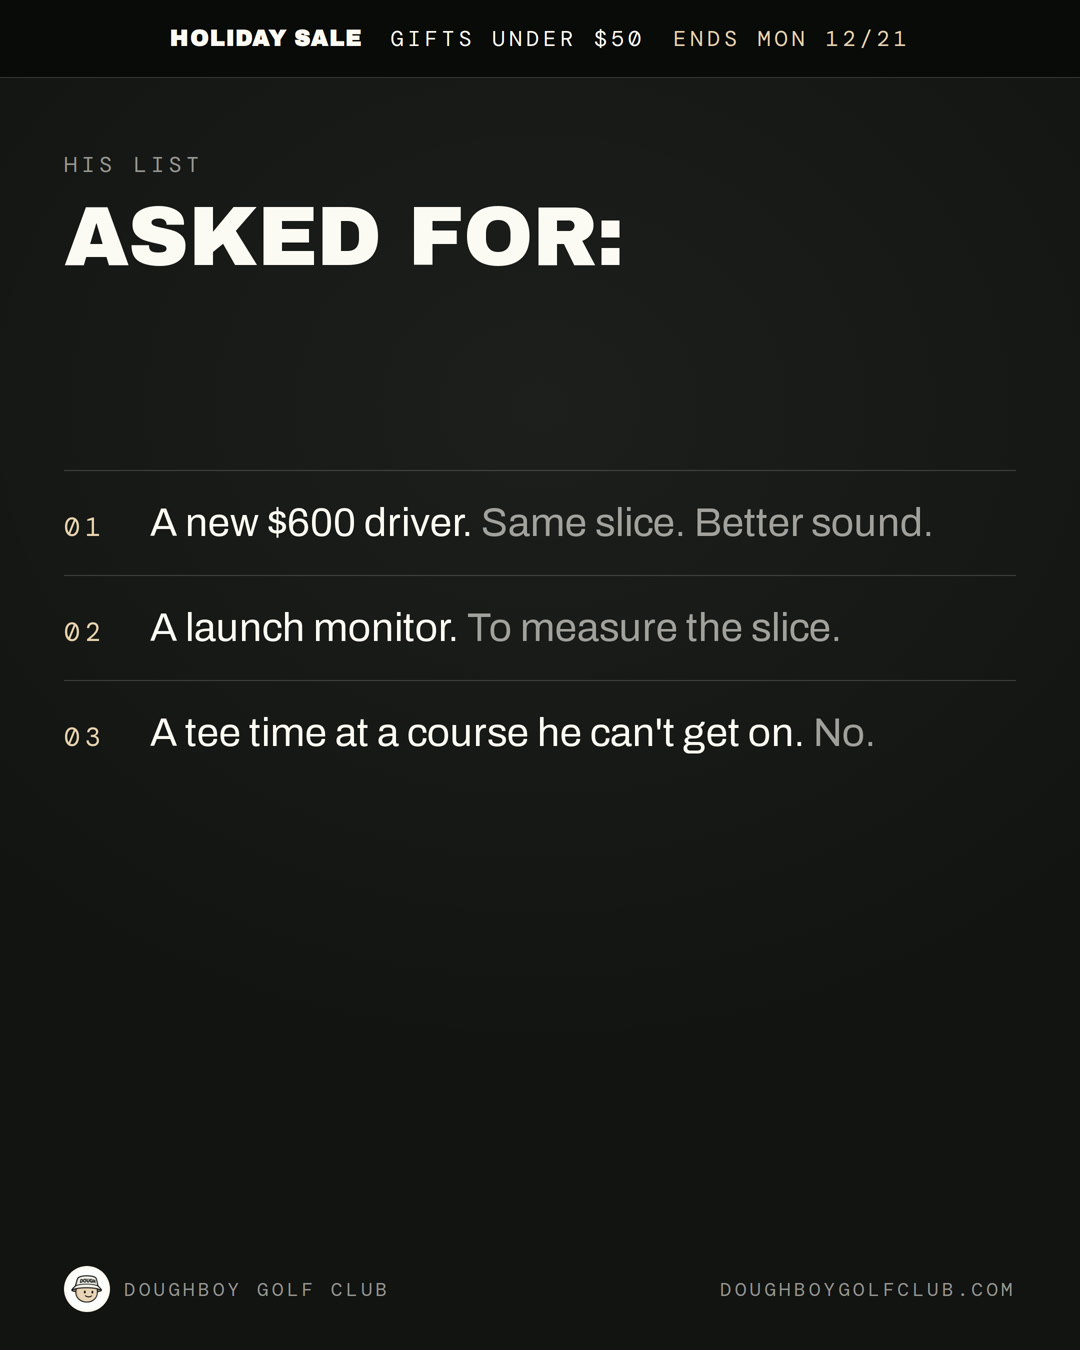 HOLIDAY SALE GIFTS UNDER $50 ENDS MON 12/21
HIS LIST
ASKED FOR:
01 A new $600 driver. Same slice. Better sound.
02 A launch monitor. To measure the slice.
03 A tee time at a course he can't get on. No.
DOUGH
DOUGHBOY GOLF CLUB
DOUGHBOYGOLFCLUB.COM